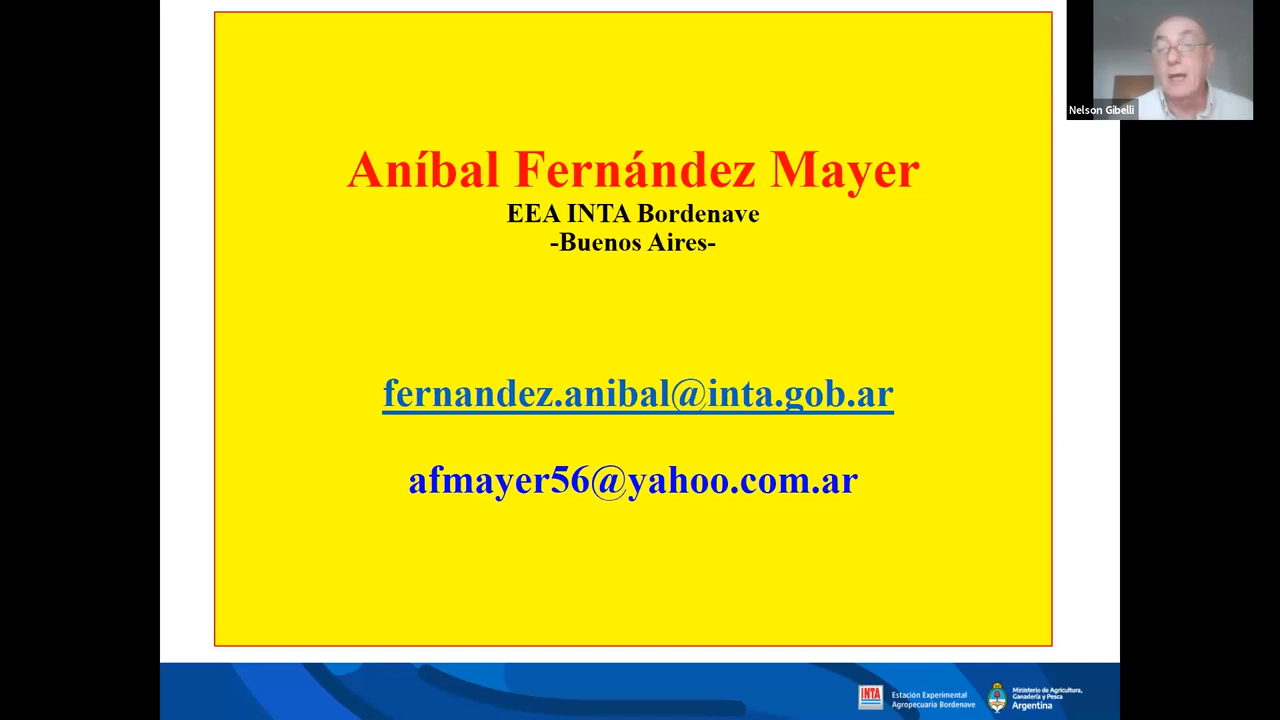 Aníbal Fernández Mayer
EEA INTA Bordenave
-Buenos Aires-
fernandez.anibal@inta.gob.ar
afmayer56@yahoo.com.ar
Nelson Gibelli
INTA
Estación Experimental
Agropecuaria Bordenave
Ministerio de Agricultura,
Ganadería y Pesca
Argentina